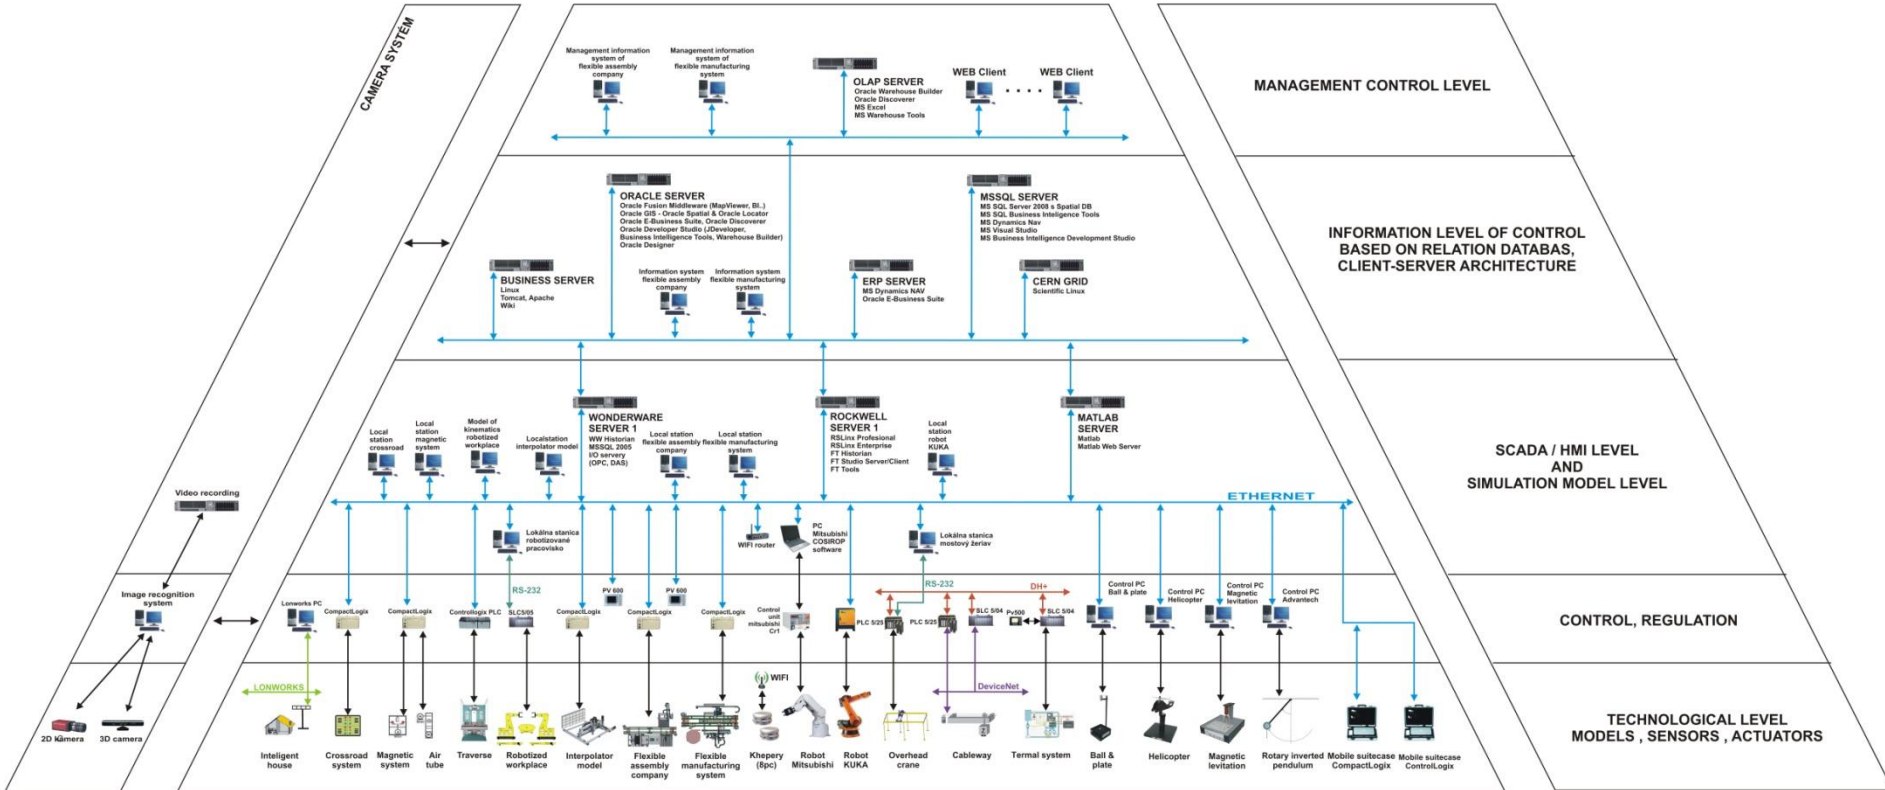 CAMERA SYSTÉM
Management information
system of
flexible assembly
company
Management information
system of
flexible manufacturing
system
OLAP SERVER
Oracle Warehouse Builder
Oracle Discoverer
MS Excel
MS Warehouse Tools
WEB Client
. . . .
WEB Client
MANAGEMENT CONTROL LEVEL
ORACLE SERVER
Oracle Fusion Middleware (MapViewer, BI..)
Oracle GIS - Oracle Spatial & Oracle Locator
Oracle E-Business Suite, Oracle Discoverer
Oracle Developer Studio (JDeveloper,
Business Intelligence Tools, Warehouse Builder)
Oracle Designer
MSSQL SERVER
MS SQL Server 2008 s Spatial DB
MS SQL Business Inteligence Tools
MS Dynamics Nav
MS Visual Studio
MS Business Intelligence Development Studio
BUSINESS SERVER
Linux
Tomcat, Apache
Wiki
Information system
flexible assembly
company
Information system
flexible manufacturing
system
ERP SERVER
MS Dynamics NAV
Oracle E-Business Suite
CERN GRID
Scientific Linux
INFORMATION LEVEL OF CONTROL
BASED ON RELATION DATABAS,
CLIENT-SERVER ARCHITECTURE
Local
station
crossroad
Local
station
magnetic
system
Model of
kinematics
robotized
workplace
Localstation
interpolator model
WONDERWARE
SERVER 1
WW Historian
MSSQL 2005
I/O servery
(OPC, DAS)
Local station
flexible assembly
company
Local station
flexible manufacturing
system
ROCKWELL
SERVER 1
RSLinx Profesional
RSLinx Enterprise
FT Historian
FT Studio Server/Client
FT Tools
Local
station
robot
KUKA
MATLAB
SERVER
Matlab
Matlab Web Server
ETHERNET
SCADA / HMI LEVEL
AND
SIMULATION MODEL LEVEL
Video recording
Lokálna stanica
robotizované
pracovisko
WIFI router
PC
Mitsubishi
COSIROP
software
Lokálna stanica
mostový žeriav
Image recognition
system
RS-232
RS-232
DH+
Lonworks PC
CompactLogix
CompactLogix
Controllogix PLC
SLC5/05
CompactLogix
PV 600
CompactLogix
PV 600
CompactLogix
Control
unit
mitsubishi
Cr1
PLC 5/25
PLC 5/25
SLC 5/04
Pv500
SLC 5/04
Control PC
Ball & plate
Control PC
Helicopter
Control PC
Magnetic
levitation
Control PC
Advantech
CONTROL, REGULATION
LONWORKS
WIFI
DeviceNet
2D Kamera
3D camera
Inteligent
house
Crossroad
system
Magnetic
system
Air
tube
Traverse
Robotized
workplace
Interpolator
model
Flexible
assembly
company
Flexible
manufacturing
system
Khepery
(8pc)
Robot
Mitsubishi
Robot
KUKA
Overhead
crane
Cableway
Termal system
Ball &
plate
Helicopter
Magnetic
levitation
Rotary inverted
pendulum
Mobile suitecase
CompactLogix
Mobile suitecase
ControlLogix
TECHNOLOGICAL LEVEL
MODELS , SENSORS , ACTUATORS